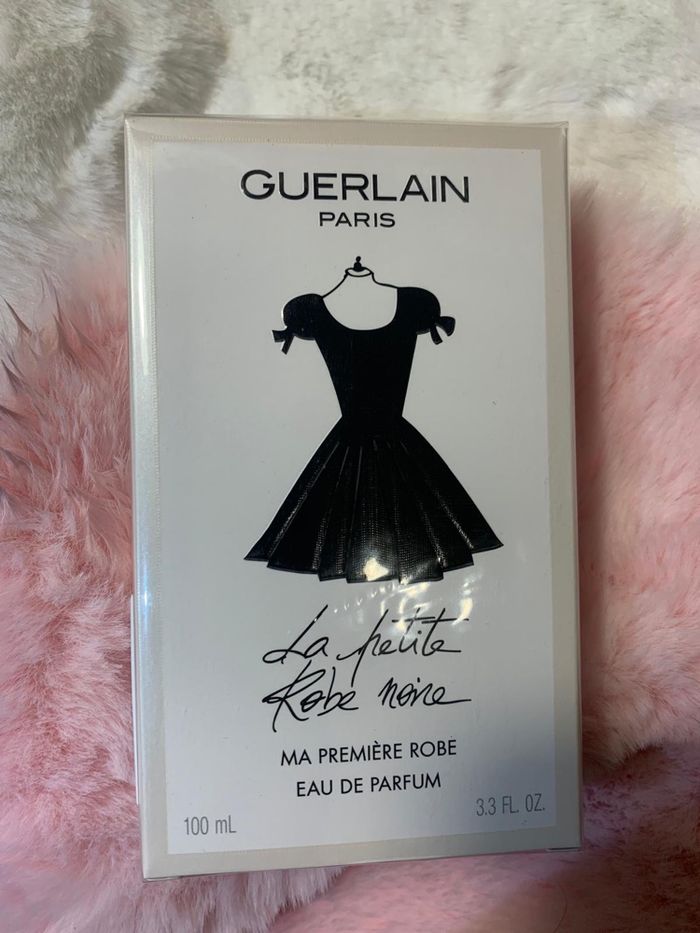 GUERLAIN
PARIS
La petite
Robe noire
MA PREMIÈRE ROBE
EAU DE PARFUM
100 mL
3.3 FL. OZ.